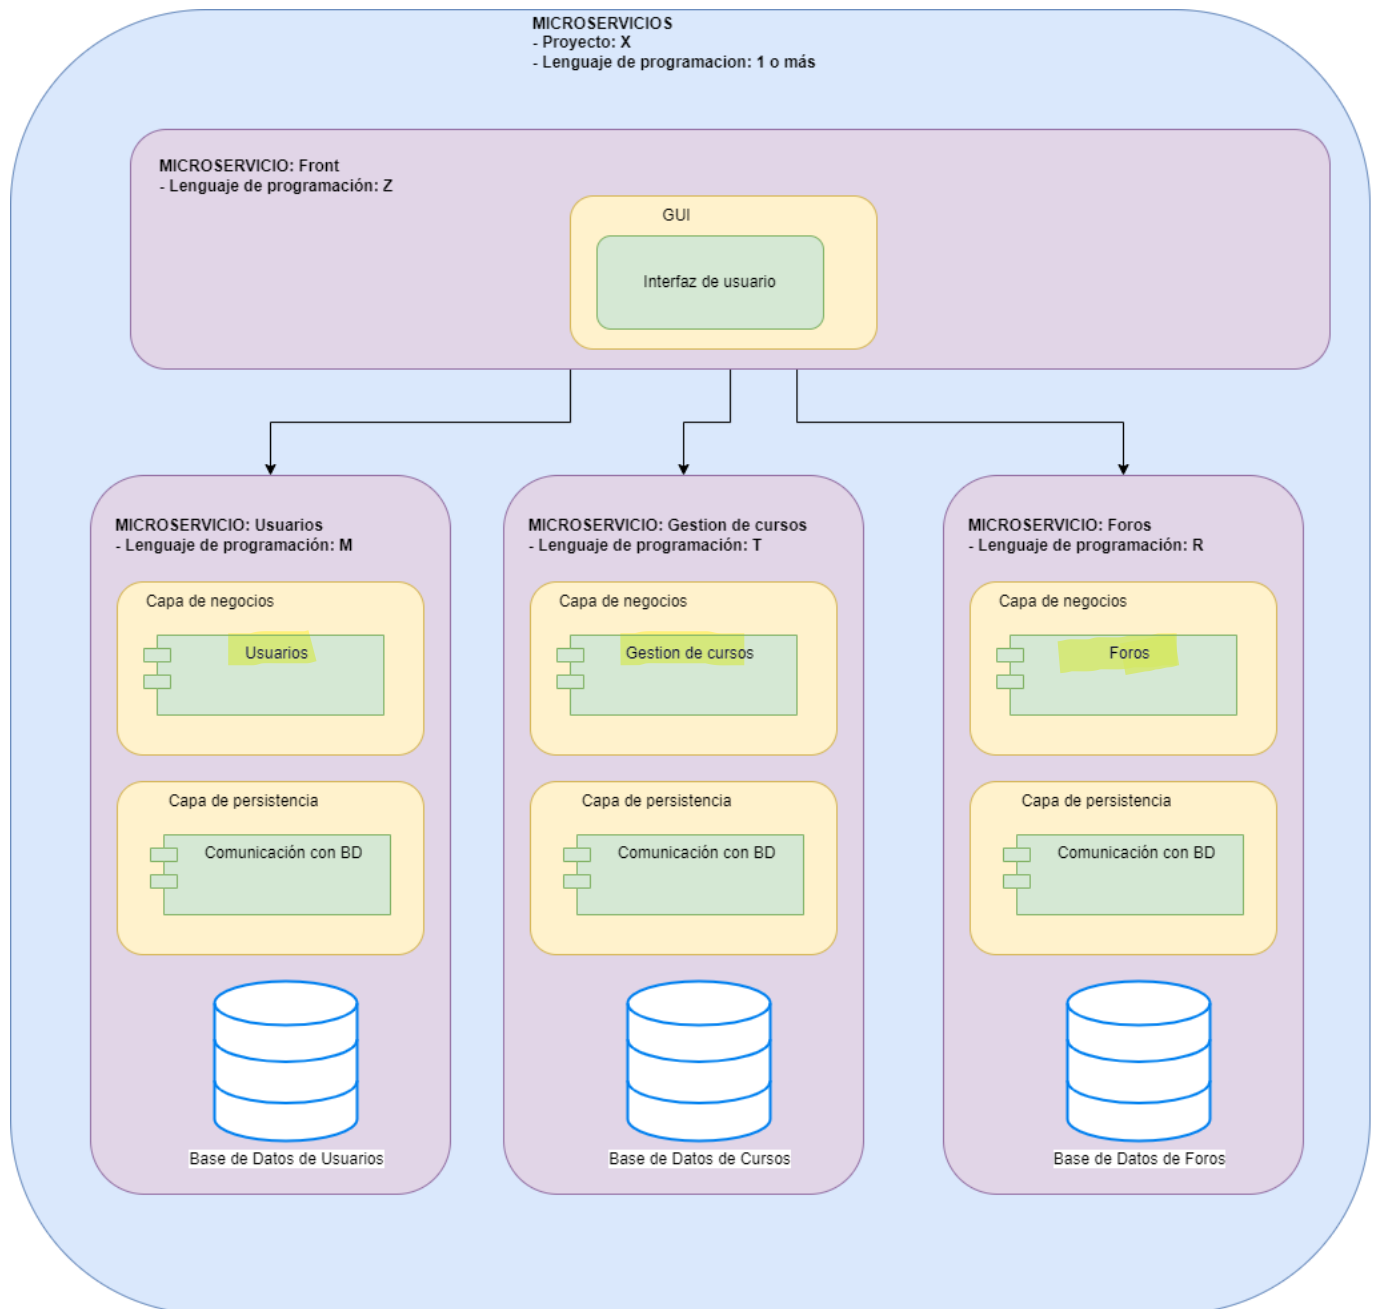 MICROSERVICIOS
- Proyecto: X
- Lenguaje de programacion: 1 o más
MICROSERVICIO: Front
- Lenguaje de programación: Z
GUI
Interfaz de usuario
MICROSERVICIO: Usuarios
- Lenguaje de programación: M
Capa de negocios
Usuarios
Capa de persistencia
Comunicación con BD
Base de Datos de Usuarios
MICROSERVICIO: Gestion de cursos
- Lenguaje de programación: T
Capa de negocios
Gestion de cursos
Capa de persistencia
Comunicación con BD
Base de Datos de Cursos
MICROSERVICIO: Foros
- Lenguaje de programación: R
Capa de negocios
Foros
Capa de persistencia
Comunicación con BD
Base de Datos de Foros